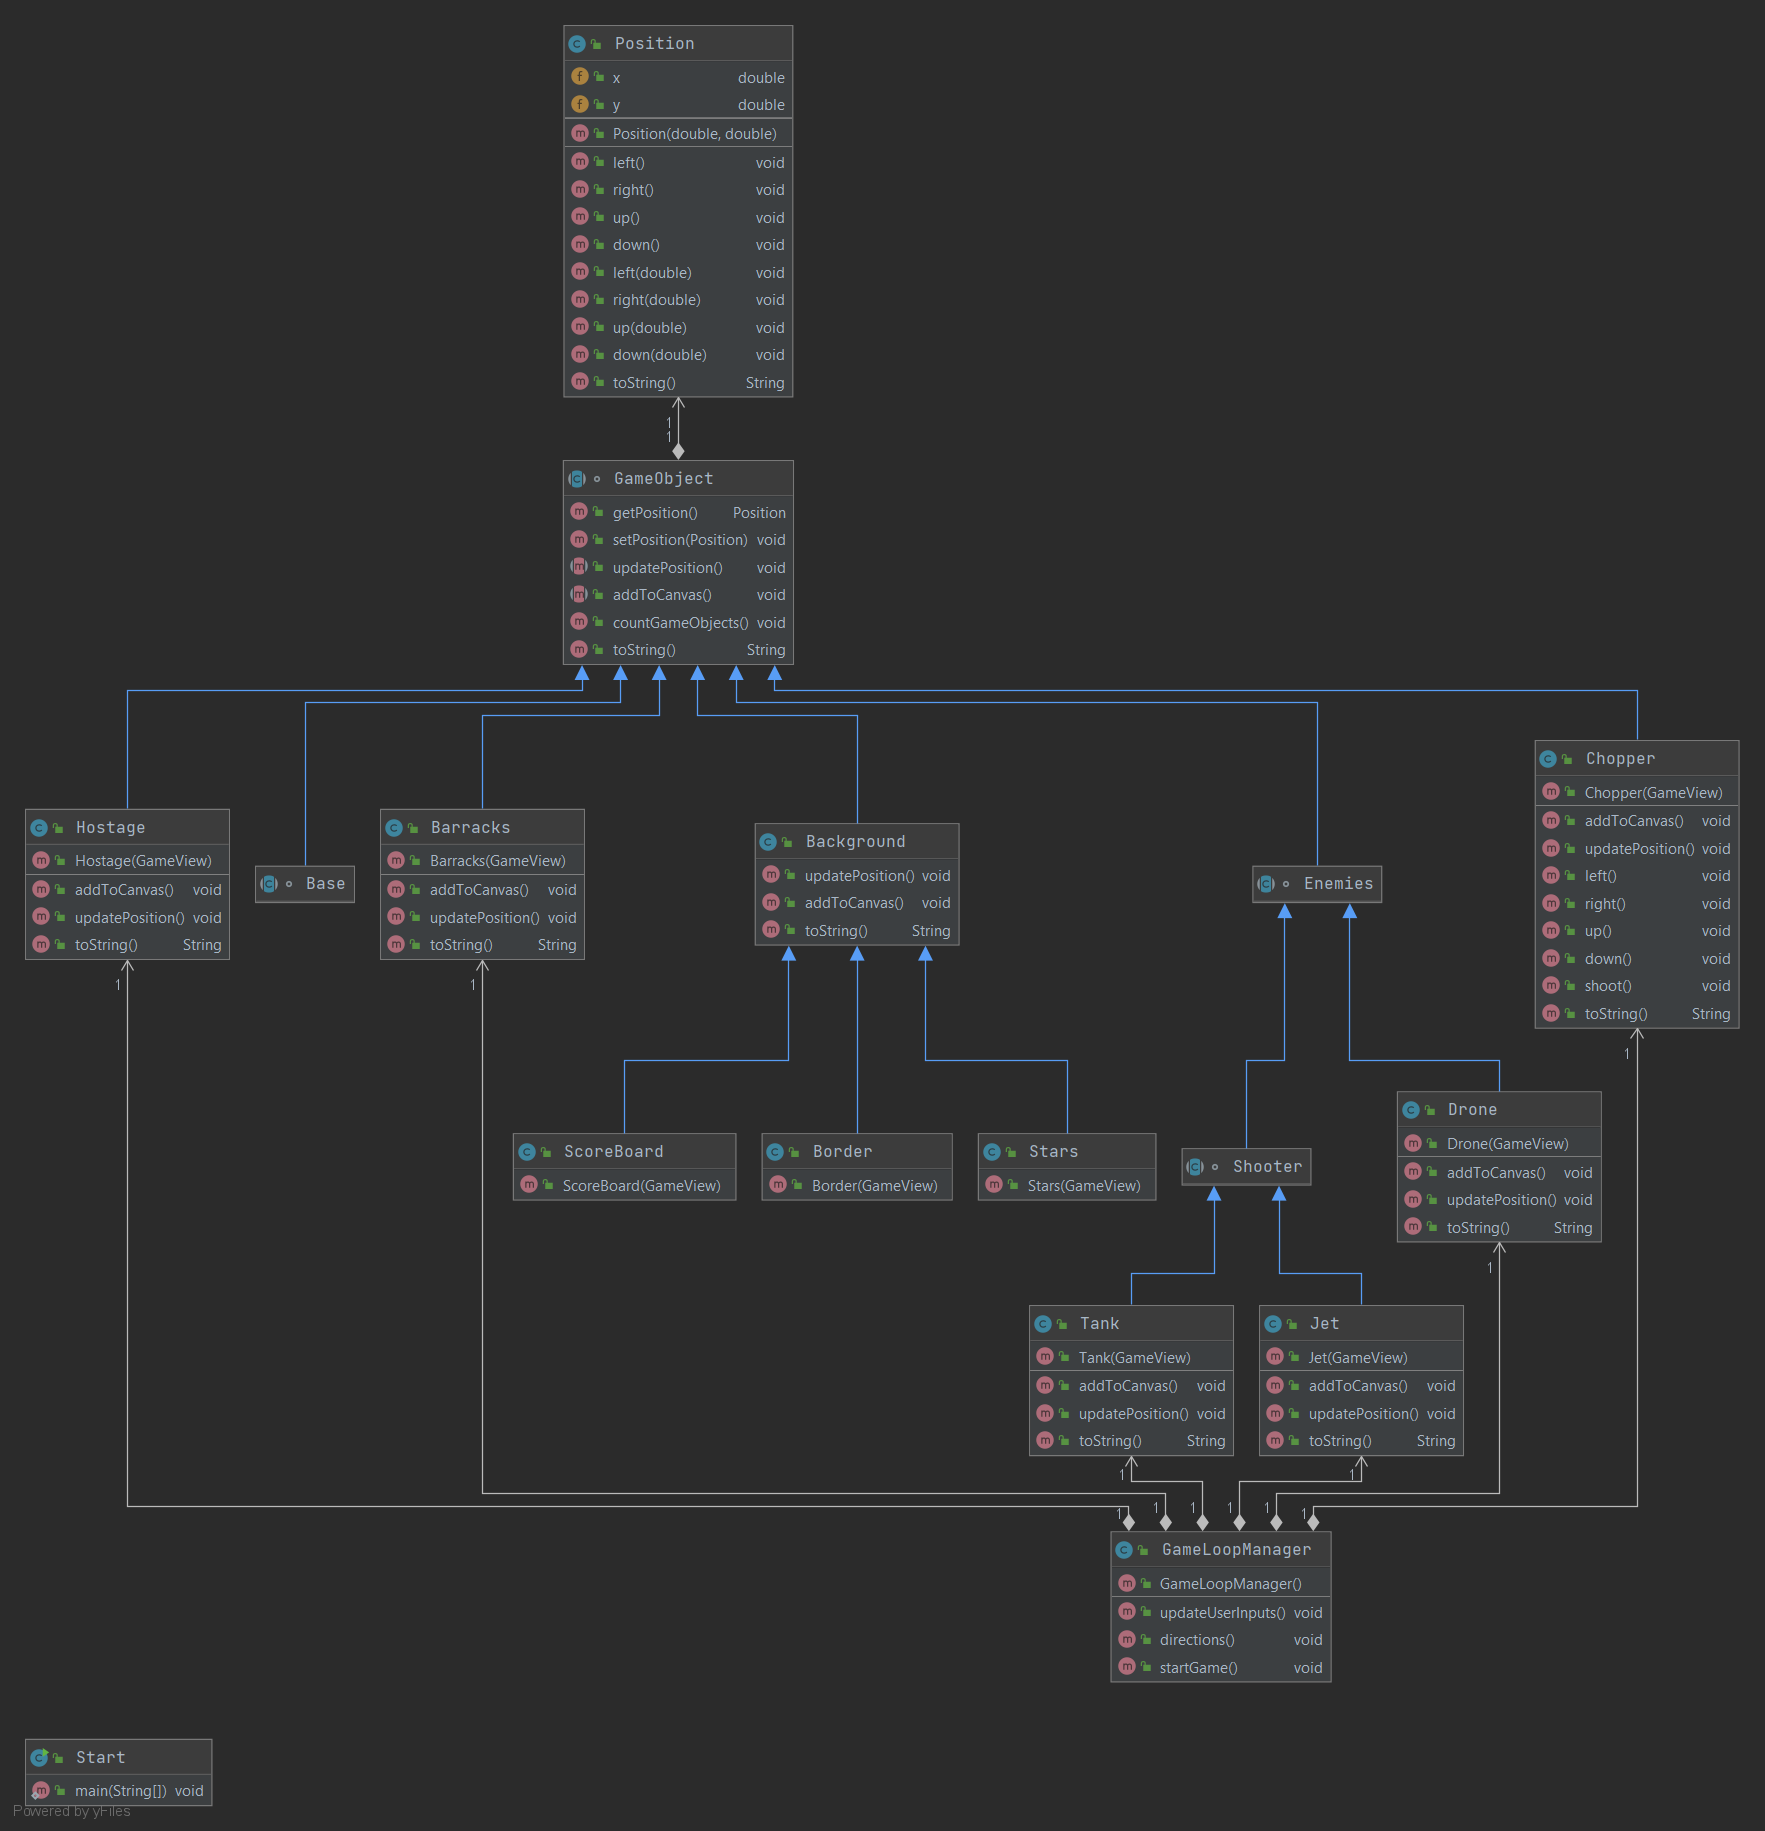 Position
x double
y double
Position(double, double)
left() void
right() void
up() void
down() void
left(double) void
right(double) void
up(double) void
down(double) void
toString() String
1
1
GameObject
getPosition() Position
setPosition(Position) void
updatePosition() void
addToCanvas() void
countGameObjects() void
toString() String
Hostage
Hostage(GameView)
addToCanvas() void
updatePosition() void
toString() String
1
Base
Barracks
Barracks(GameView)
addToCanvas() void
updatePosition() void
toString() String
1
Background
updatePosition() void
addToCanvas() void
toString() String
Enemies
Chopper
Chopper(GameView)
addToCanvas() void
updatePosition() void
left() void
right() void
up() void
down() void
shoot() void
toString() String
1
ScoreBoard
ScoreBoard(GameView)
Border
Border(GameView)
Stars
Stars(GameView)
Shooter
Drone
Drone(GameView)
addToCanvas() void
updatePosition() void
toString() String
1
Tank
Tank(GameView)
addToCanvas() void
updatePosition() void
toString() String
1
Jet
Jet(GameView)
addToCanvas() void
updatePosition() void
toString() String
1
1 1 1 1 1 1
GameLoopManager
GameLoopManager()
updateUserInputs() void
directions() void
startGame() void
Start
main(String[]) void
Powered by yFiles